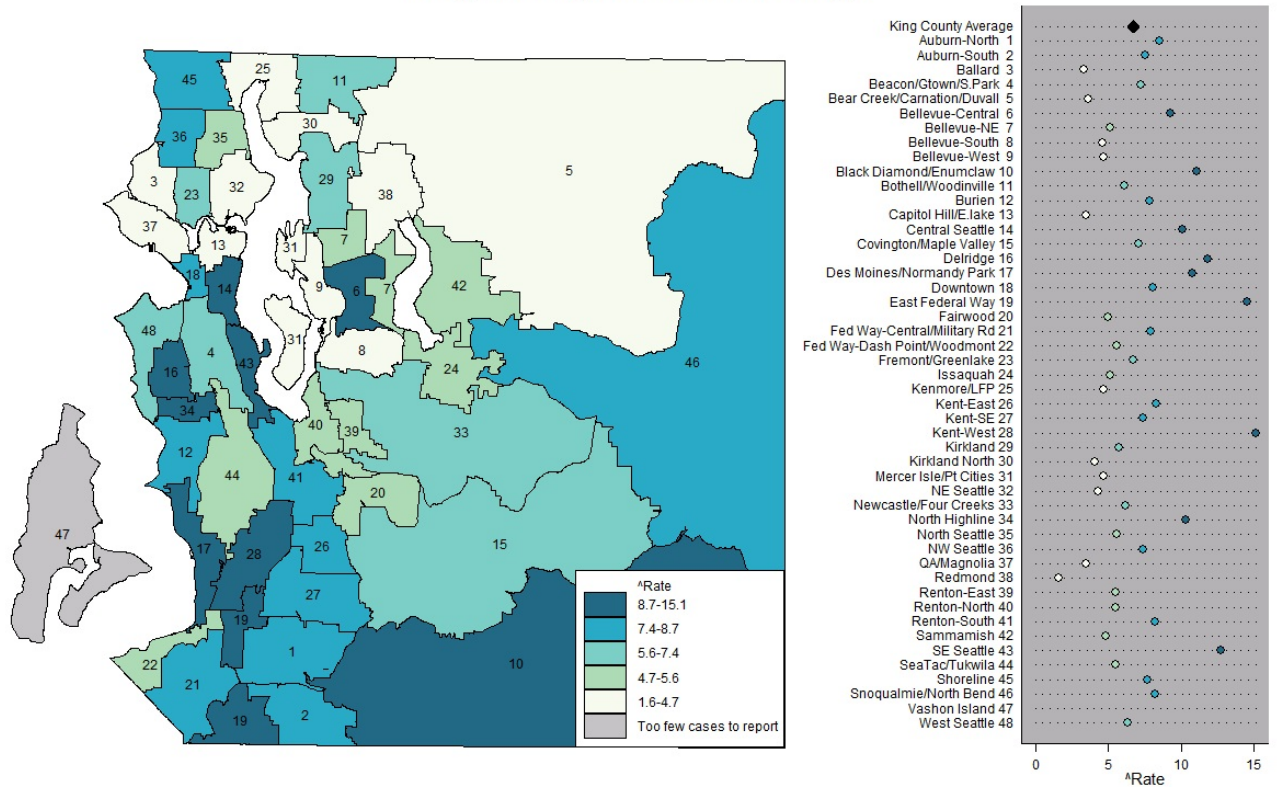 45
25
11
36
35
30
5
3
23
32
29
38
37
13
31
7
18
14
9
6
7
42
48
4
43
31
8
46
16
24
34
12
40
39
33
44
41
20
15
47
17
28
26
27
19
1
10
22
21
19
2
^Rate
8.7-15.1
7.4-8.7
5.6-7.4
4.7-5.6
1.6-4.7
Too few cases to report
King County Average
Auburn-North 1
Auburn-South 2
Ballard 3
Beacon/Gtown/S.Park 4
Bear Creek/Carnation/Duvall 5
Bellevue-Central 6
Bellevue-NE 7
Bellevue-South 8
Bellevue-West 9
Black Diamond/Enumclaw 10
Bothell/Woodinville 11
Burien 12
Capitol Hill/E.lake 13
Central Seattle 14
Covington/Maple Valley 15
Delridge 16
Des Moines/Normandy Park 17
Downtown 18
East Federal Way 19
Fairwood 20
Fed Way-Central/Military Rd 21
Fed Way-Dash Point/Woodmont 22
Fremont/Greenlake 23
Issaquah 24
Kenmore/LFP 25
Kent-East 26
Kent-SE 27
Kent-West 28
Kirkland 29
Kirkland North 30
Mercer Isle/Pt Cities 31
NE Seattle 32
Newcastle/Four Creeks 33
North Highline 34
North Seattle 35
NW Seattle 36
QA/Magnolia 37
Redmond 38
Renton-East 39
Renton-North 40
Renton-South 41
Sammamish 42
SE Seattle 43
SeaTac/Tukwila 44
Shoreline 45
Snoqualmie/North Bend 46
Vashon Island 47
West Seattle 48
0 5 10 15
^Rate